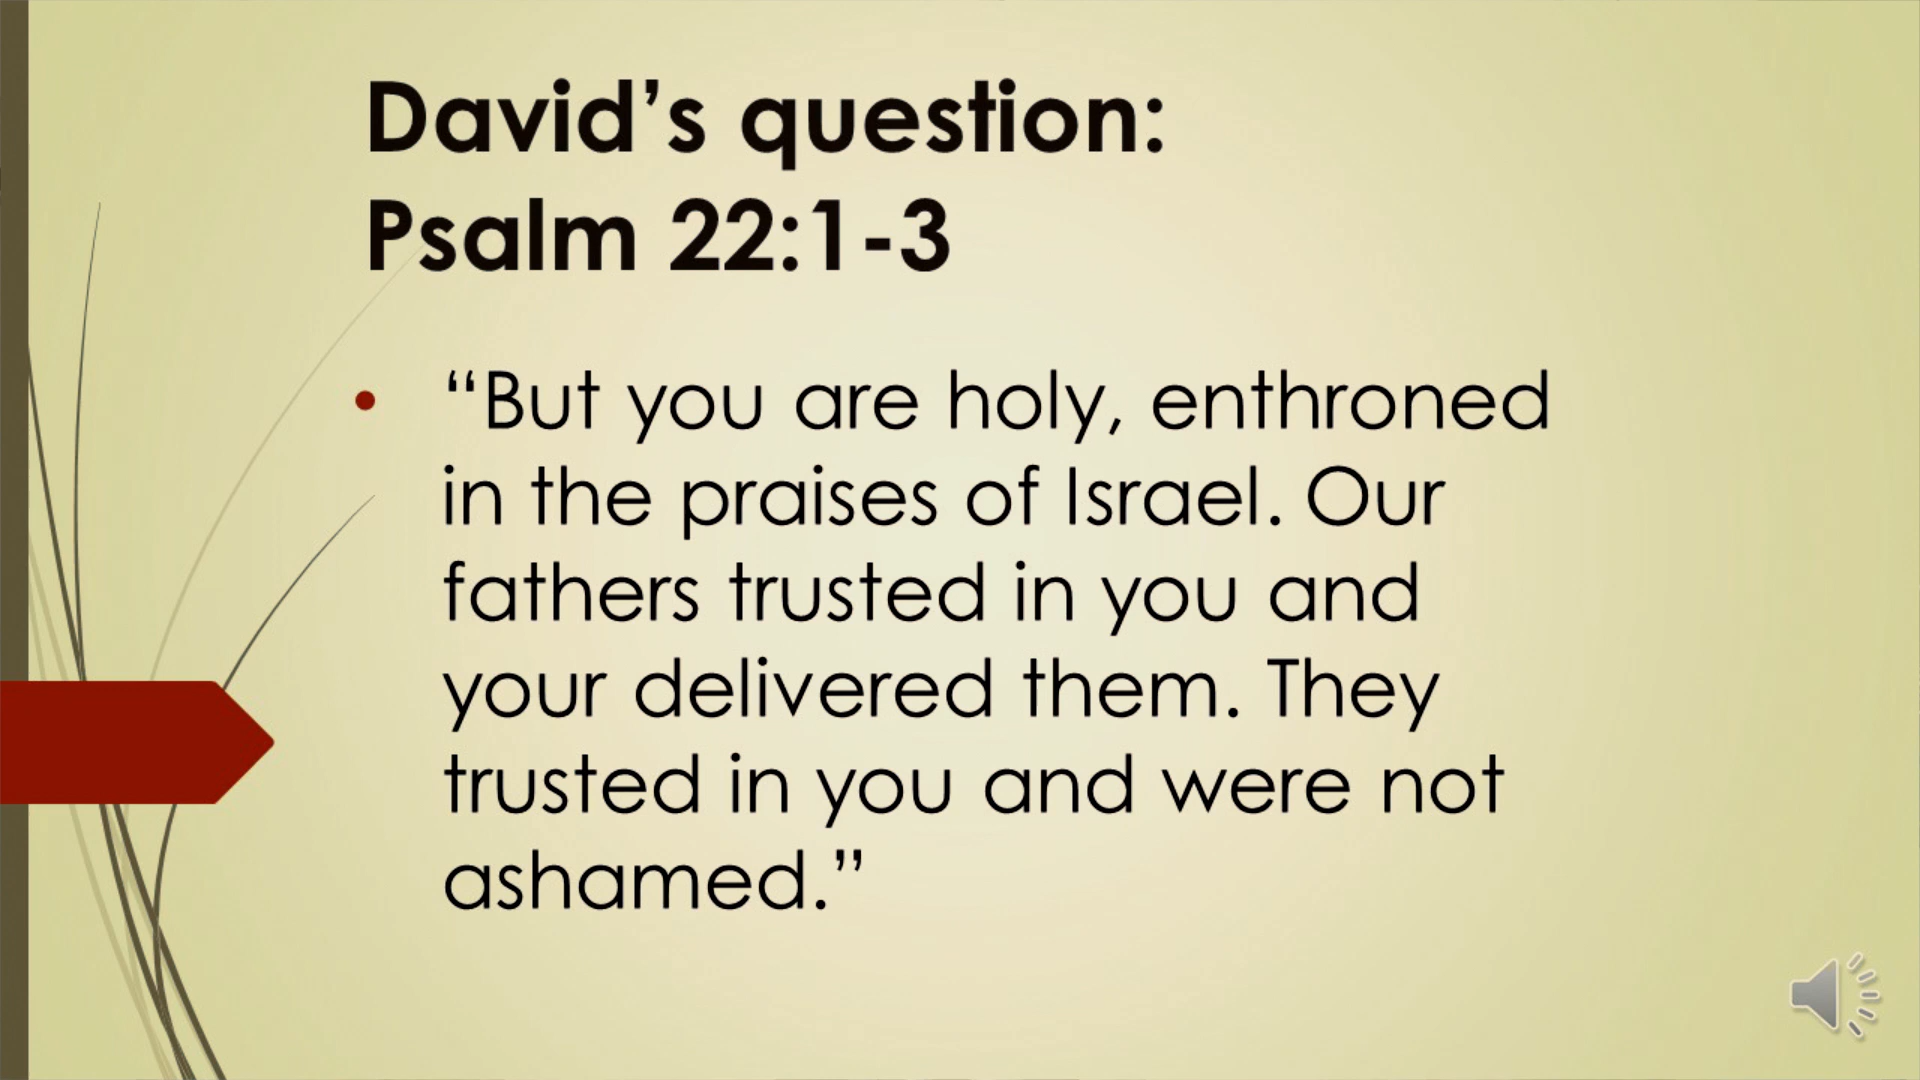 David’s question:
Psalm 22:1-3
• “But you are holy, enthroned
in the praises of Israel. Our
fathers trusted in you and
your delivered them. They
trusted in you and were not
ashamed.”